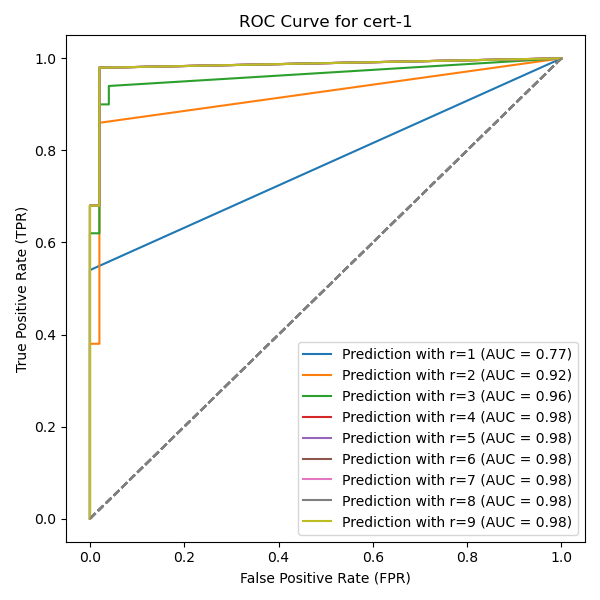 ROC Curve for cert-1
True Positive Rate (TPR)
1.0
0.8
0.6
0.4
0.2
0.0
Prediction with r=1 (AUC = 0.77)
Prediction with r=2 (AUC = 0.92)
Prediction with r=3 (AUC = 0.96)
Prediction with r=4 (AUC = 0.98)
Prediction with r=5 (AUC = 0.98)
Prediction with r=6 (AUC = 0.98)
Prediction with r=7 (AUC = 0.98)
Prediction with r=8 (AUC = 0.98)
Prediction with r=9 (AUC = 0.98)
0.0 0.2 0.4 0.6 0.8 1.0
False Positive Rate (FPR)